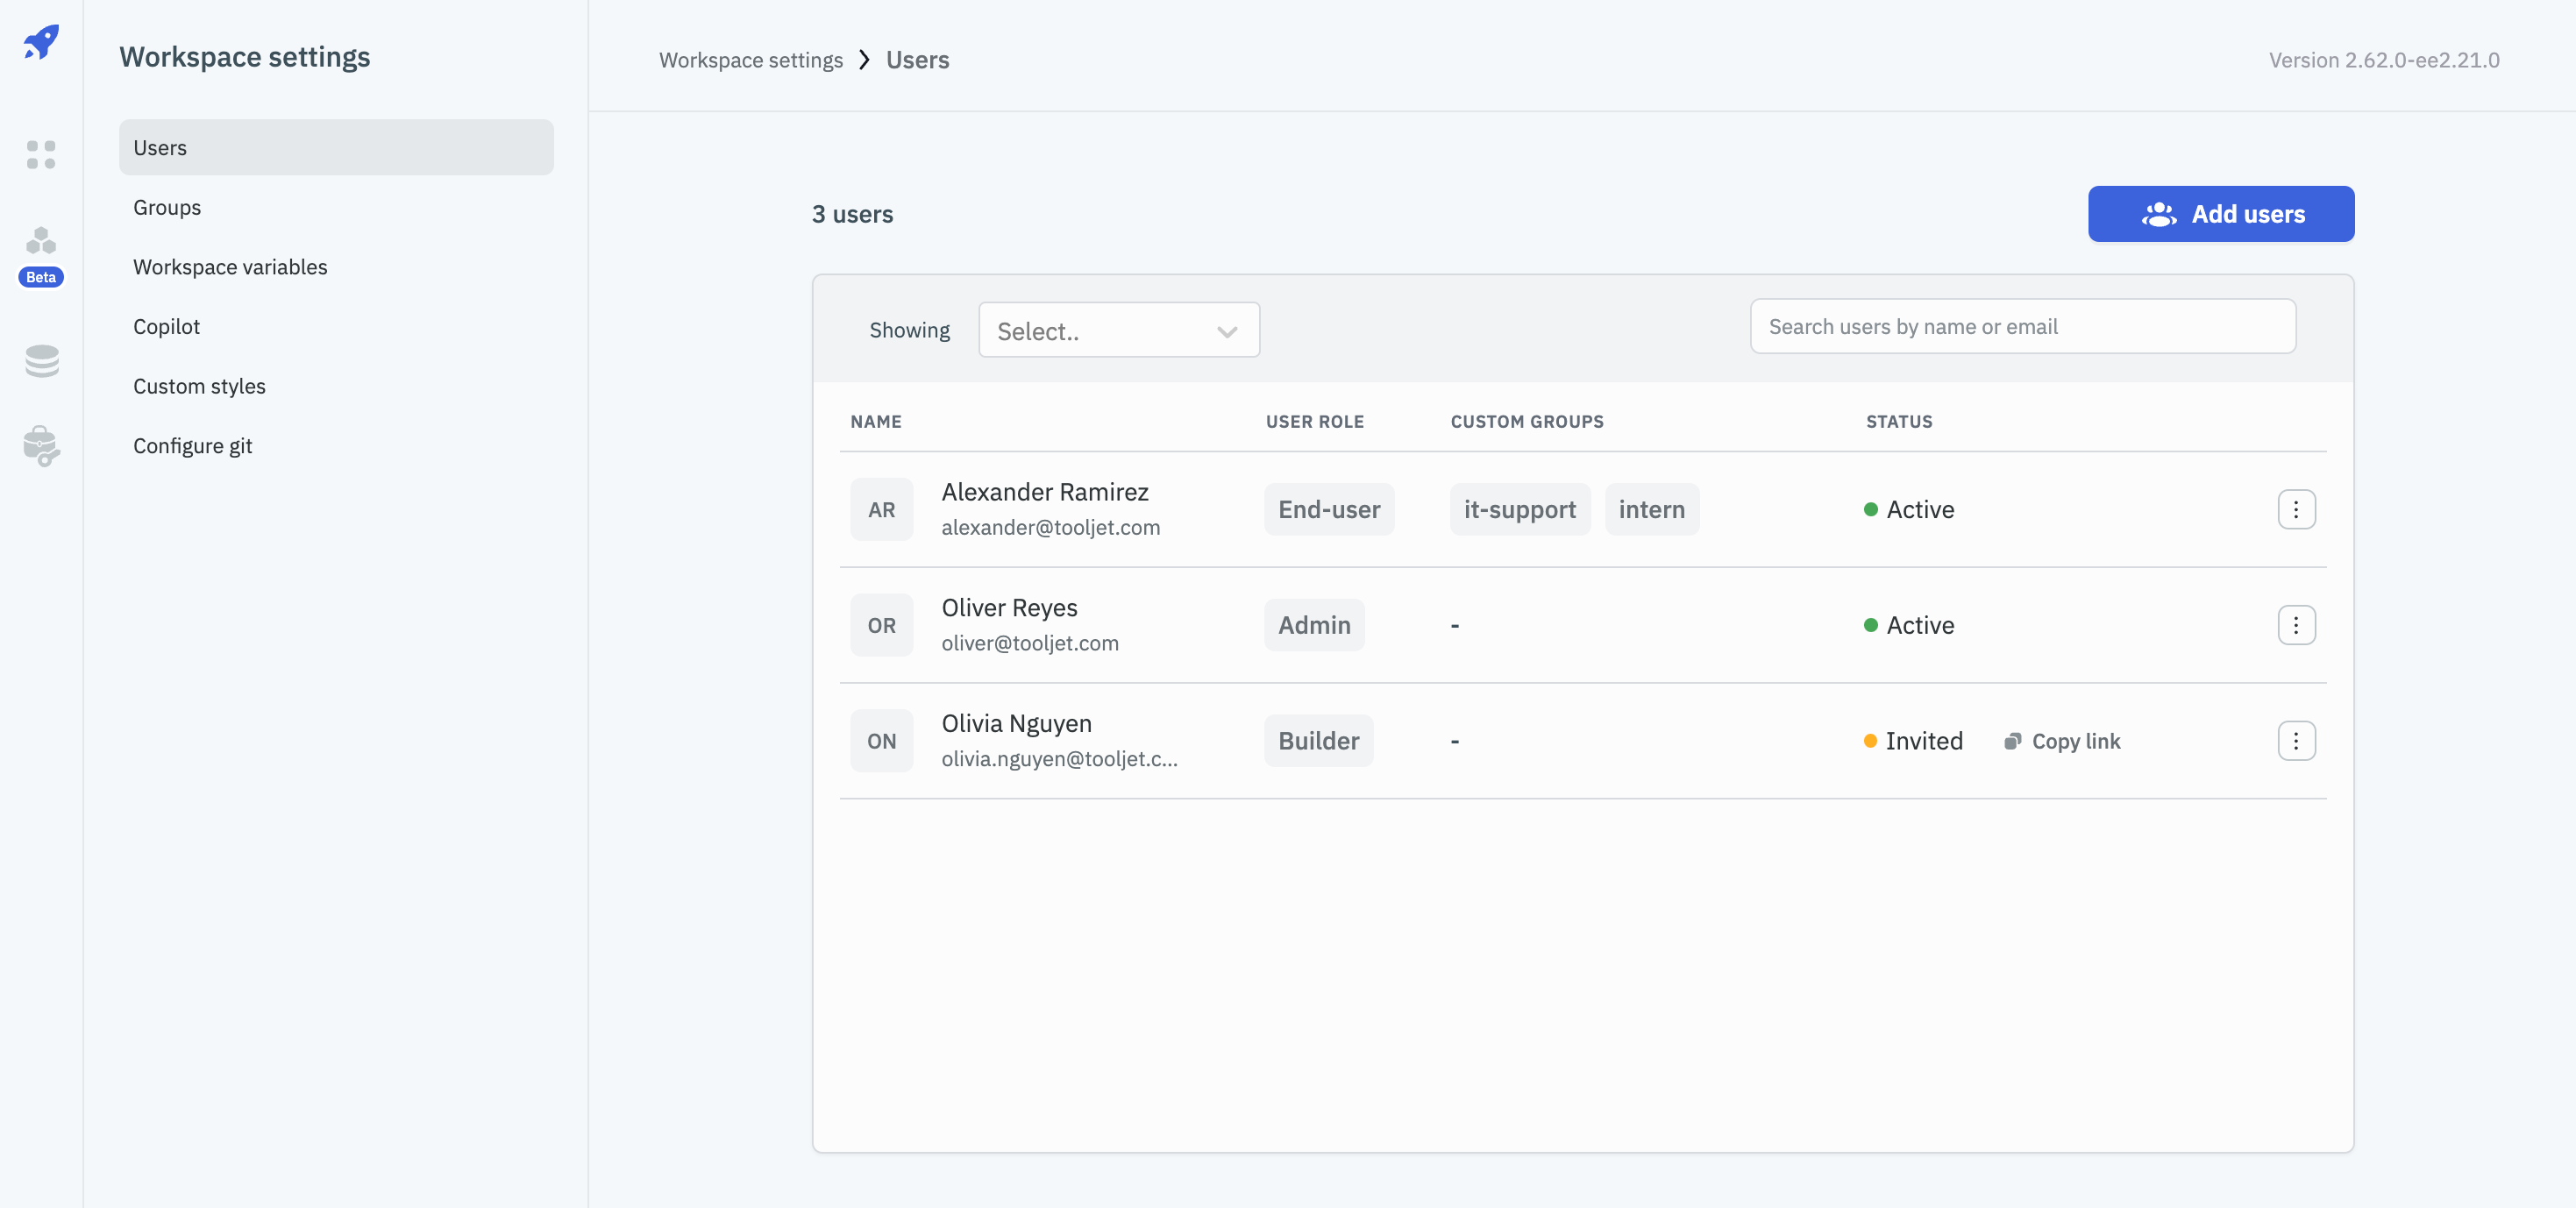 Workspace settings
Users
Groups
Workspace variables
Copilot
Custom styles
Configure git
Beta
Workspace settings Users
Version 2.62.0-ee2.21.0
3 users
Add users
Showing
Select..
Search users by name or email
NAME USER ROLE CUSTOM GROUPS STATUS
AR Alexander Ramirez End-user it-support intern Active
alexander@tooljet.com
OR Oliver Reyes Admin - Active
oliver@tooljet.com
ON Olivia Nguyen Builder - Invited Copy link
olivia.nguyen@tooljet.c...